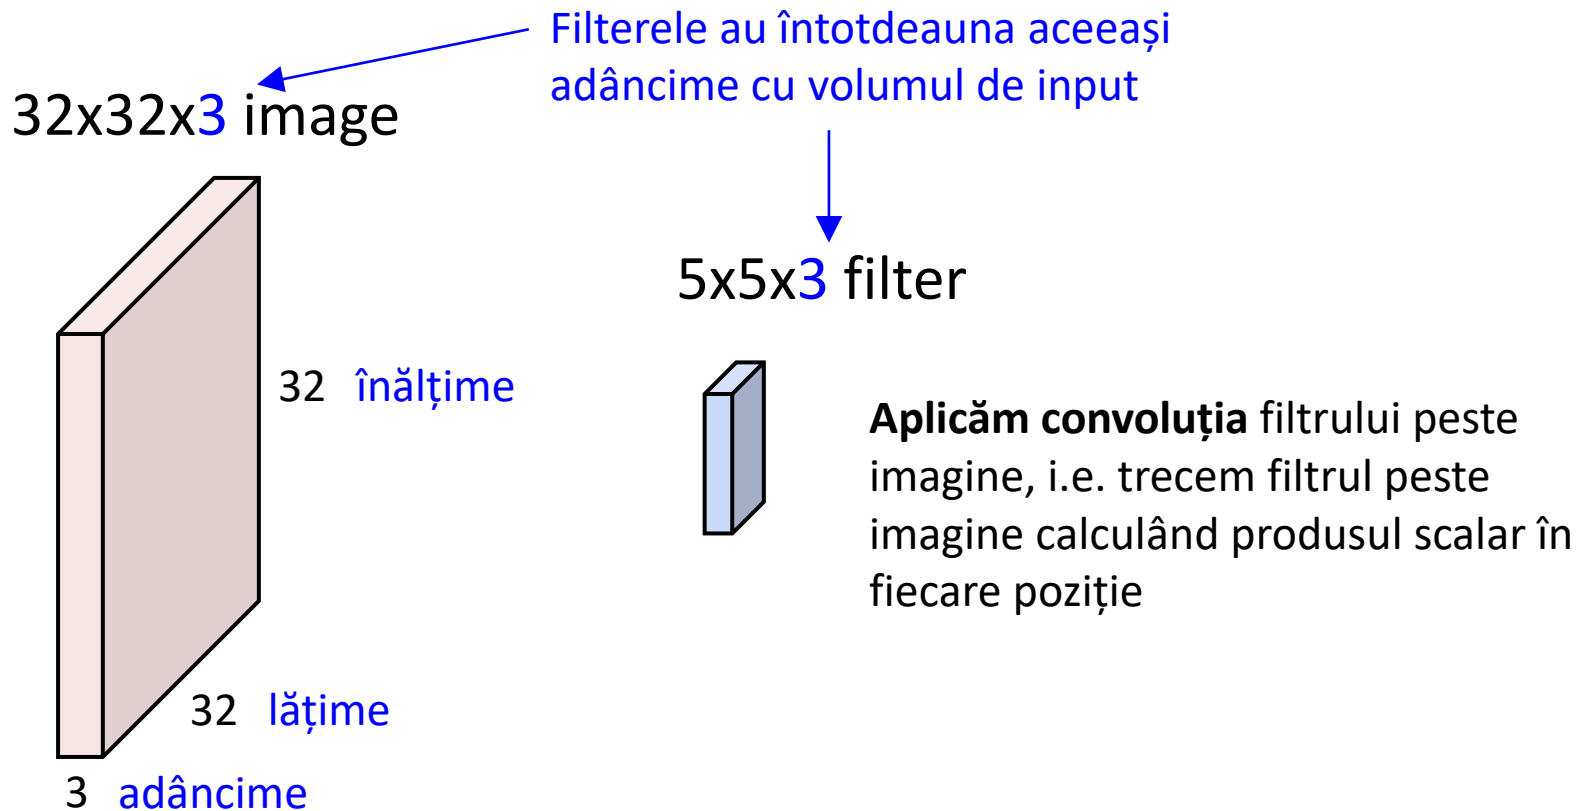 Filterele au întotdeauna aceeași
adâncime cu volumul de input
32x32x3 image
5x5x3 filter
32 înălțime
Aplicăm convoluția filtrului peste
imagine, i.e. trecem filtrul peste
imagine calculând produsul scalar în
fiecare poziție
32 lățime
3 adâncime